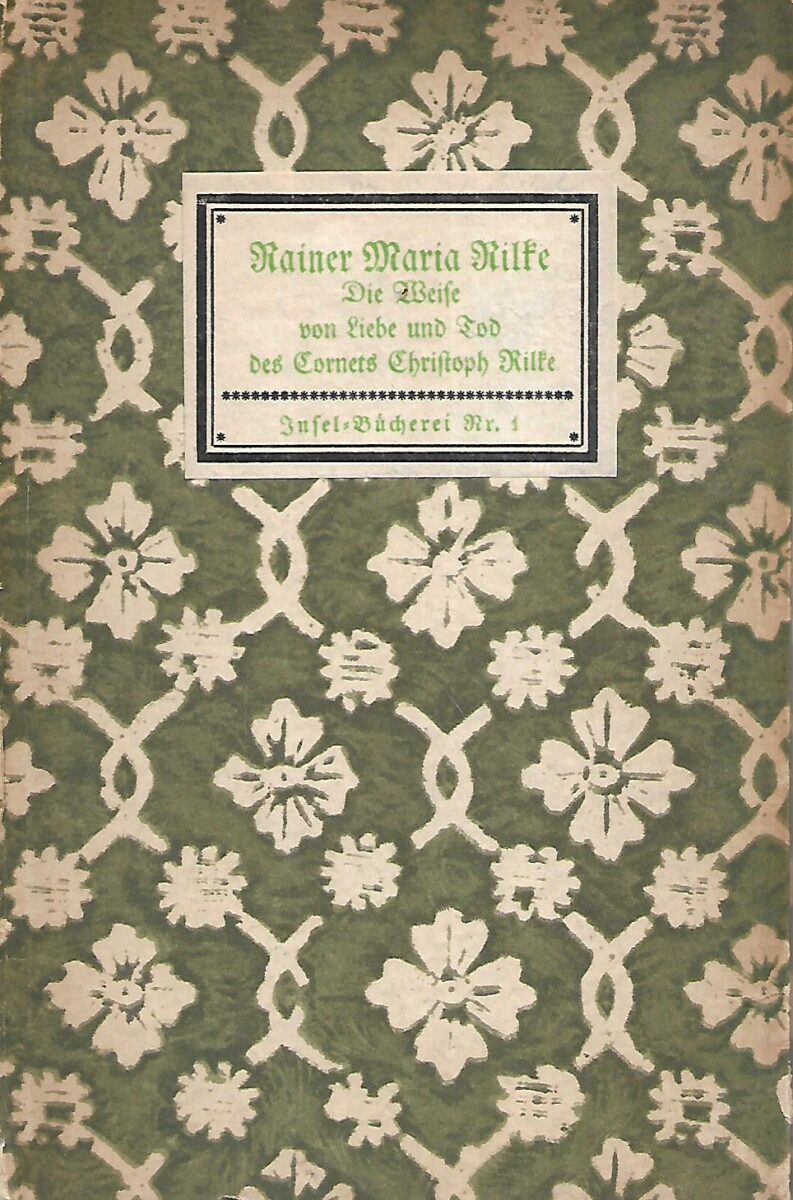 Rainer Maria Rilke
Die Weise
von Liebe und Tod
des Cornets Christoph Rilke
Insel-Bücherei Nr. 1